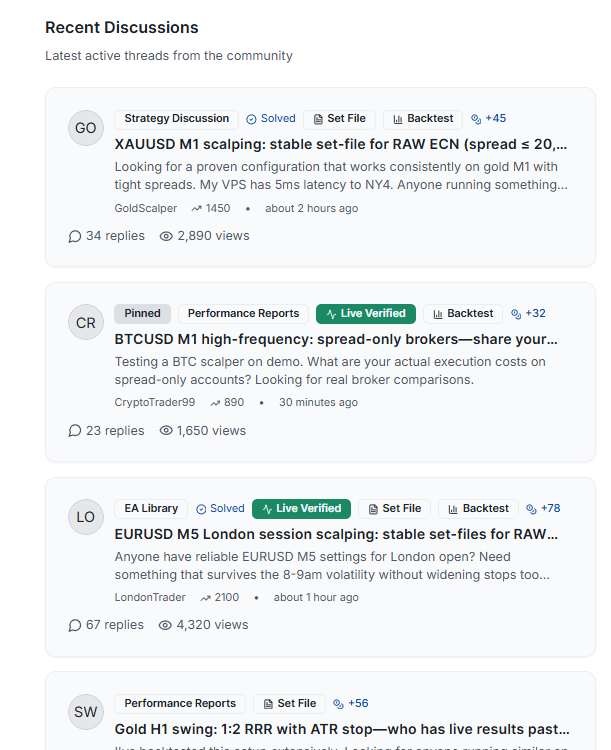 Recent Discussions
Latest active threads from the community
GO
Strategy Discussion Solved Set File Backtest +45
XAUUSD M1 scalping: stable set-file for RAW ECN (spread ≤ 20,...
Looking for a proven configuration that works consistently on gold M1 with
tight spreads. My VPS has 5ms latency to NY4. Anyone running something...
GoldScalper 1450 • about 2 hours ago
34 replies 2,890 views
CR
Pinned Performance Reports Live Verified Backtest +32
BTCUSD M1 high-frequency: spread-only brokers—share your...
Testing a BTC scalper on demo. What are your actual execution costs on
spread-only accounts? Looking for real broker comparisons.
CryptoTrader99 890 • 30 minutes ago
23 replies 1,650 views
LO
EA Library Solved Live Verified Set File Backtest +78
EURUSD M5 London session scalping: stable set-files for RAW...
Anyone have reliable EURUSD M5 settings for London open? Need
something that survives the 8-9am volatility without widening stops too...
LondonTrader 2100 • about 1 hour ago
67 replies 4,320 views
SW
Performance Reports Set File +56
Gold H1 swing: 1:2 RRR with ATR stop—who has live results past...